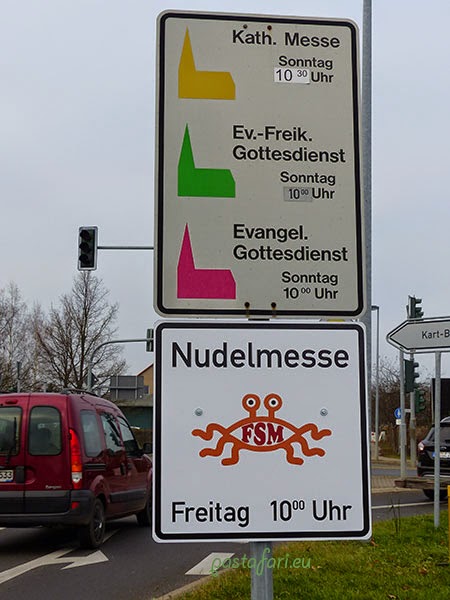 Kath. Messe
Sonntag
10 30 Uhr
Ev.-Freik.
Gottesdienst
Sonntag
10 00 Uhr
Evangel.
Gottesdienst
Sonntag
10 00 Uhr
Nudelmesse
FSM
Freitag 10 00 Uhr
Kart-B
pastafari.eu